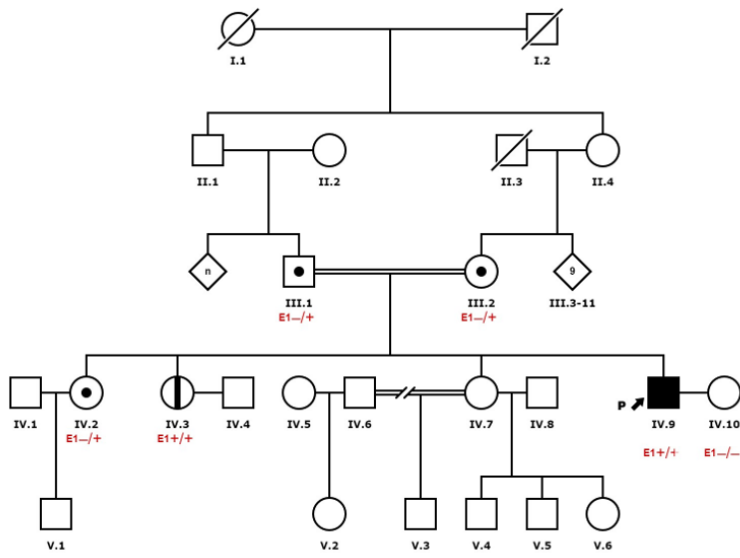 I.1 I.2
II.1 II.2 II.3 II.4
n 9
III.1 III.2 III.3-11
E1—/+ E1—/+
P
IV.1 IV.2 IV.3 IV.4 IV.5 IV.6 IV.7 IV.8 IV.9 IV.10
E1—/+ E1+/+ E1+/+ E1—/—
V.1 V.2 V.3 V.4 V.5 V.6